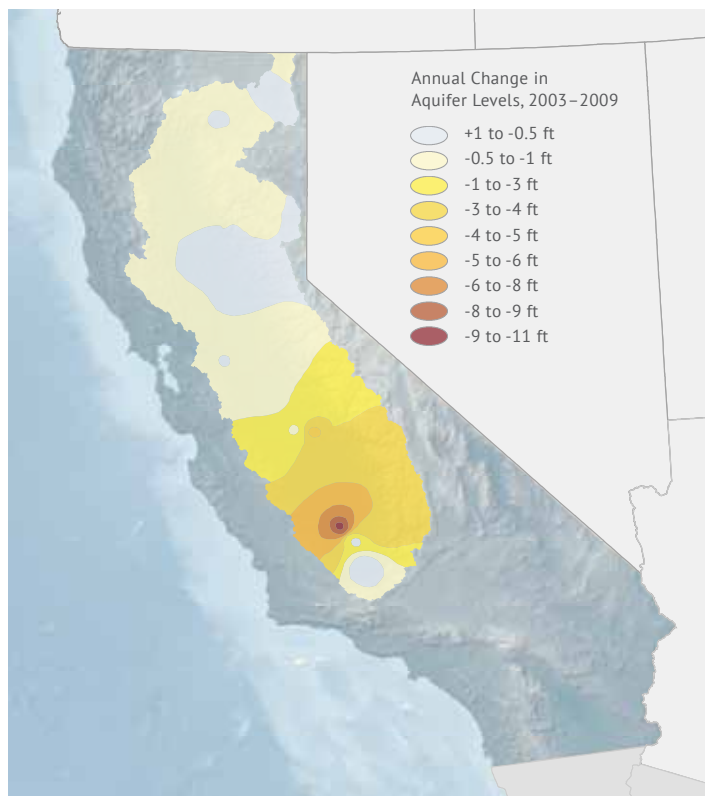 Annual Change in
Aquifer Levels, 2003–2009
+1 to -0.5 ft
-0.5 to -1 ft
-1 to -3 ft
-3 to -4 ft
-4 to -5 ft
-5 to -6 ft
-6 to -8 ft
-8 to -9 ft
-9 to -11 ft